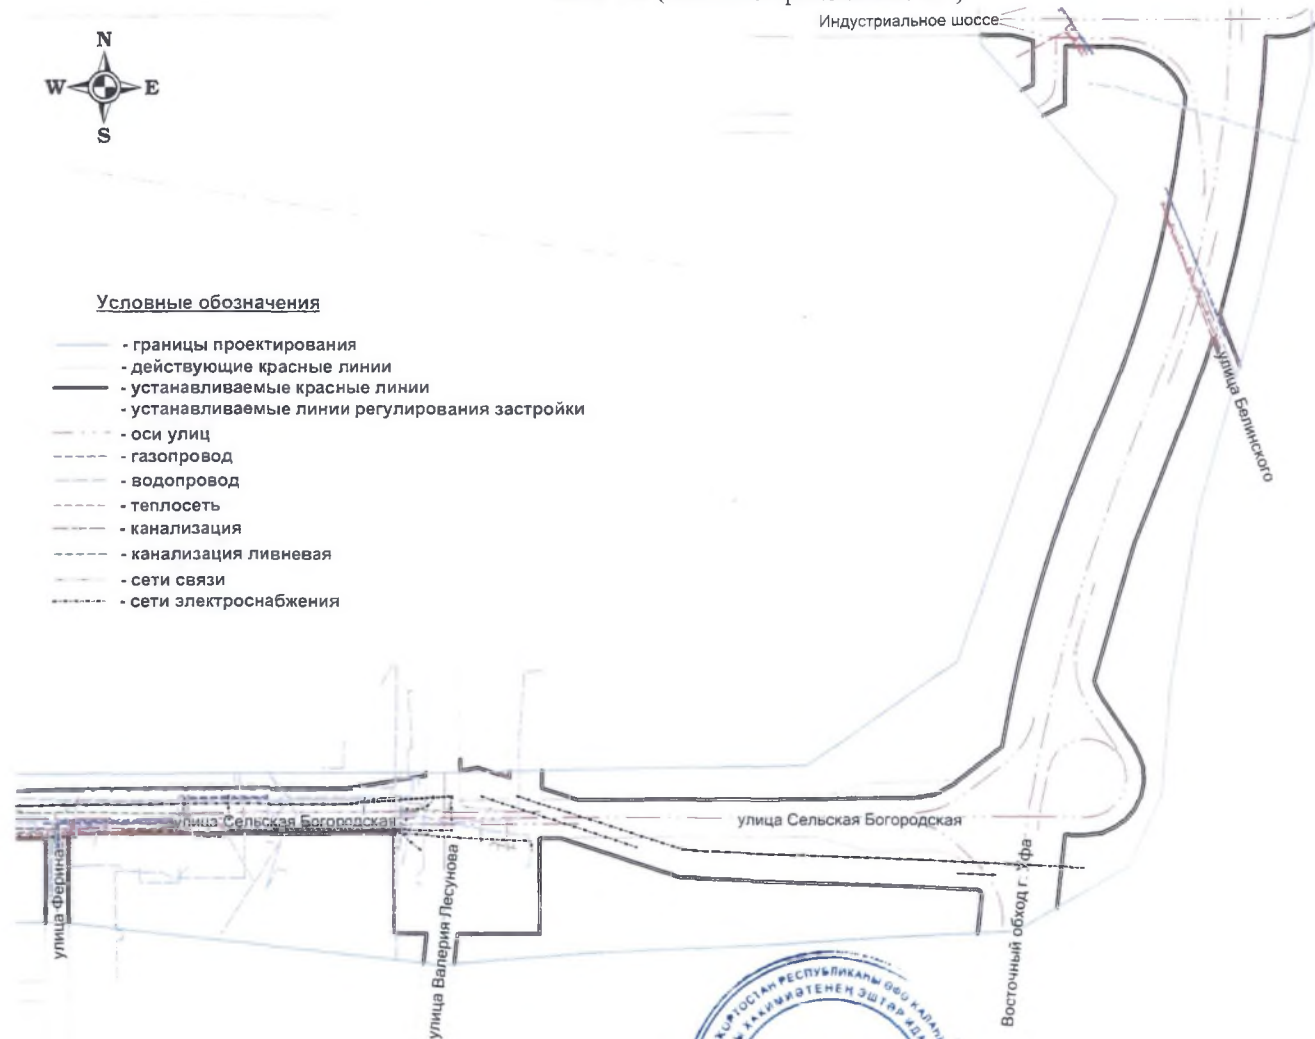 Индустриальное шоссе
N
W E
S
Условные обозначения
- границы проектирования
- действующие красные линии
- устанавливаемые красные линии
- устанавливаемые линии регулирования застройки
- оси улиц
- газопровод
- водопровод
- теплосеть
- канализация
- канализация ливневая
- сети связи
- сети электроснабжения
улица Белинского
улица Сельская Богородская
улица Сельская Богородская
улица Ферина
улица Валерия Лесунова
Восточный обход г. Уфа